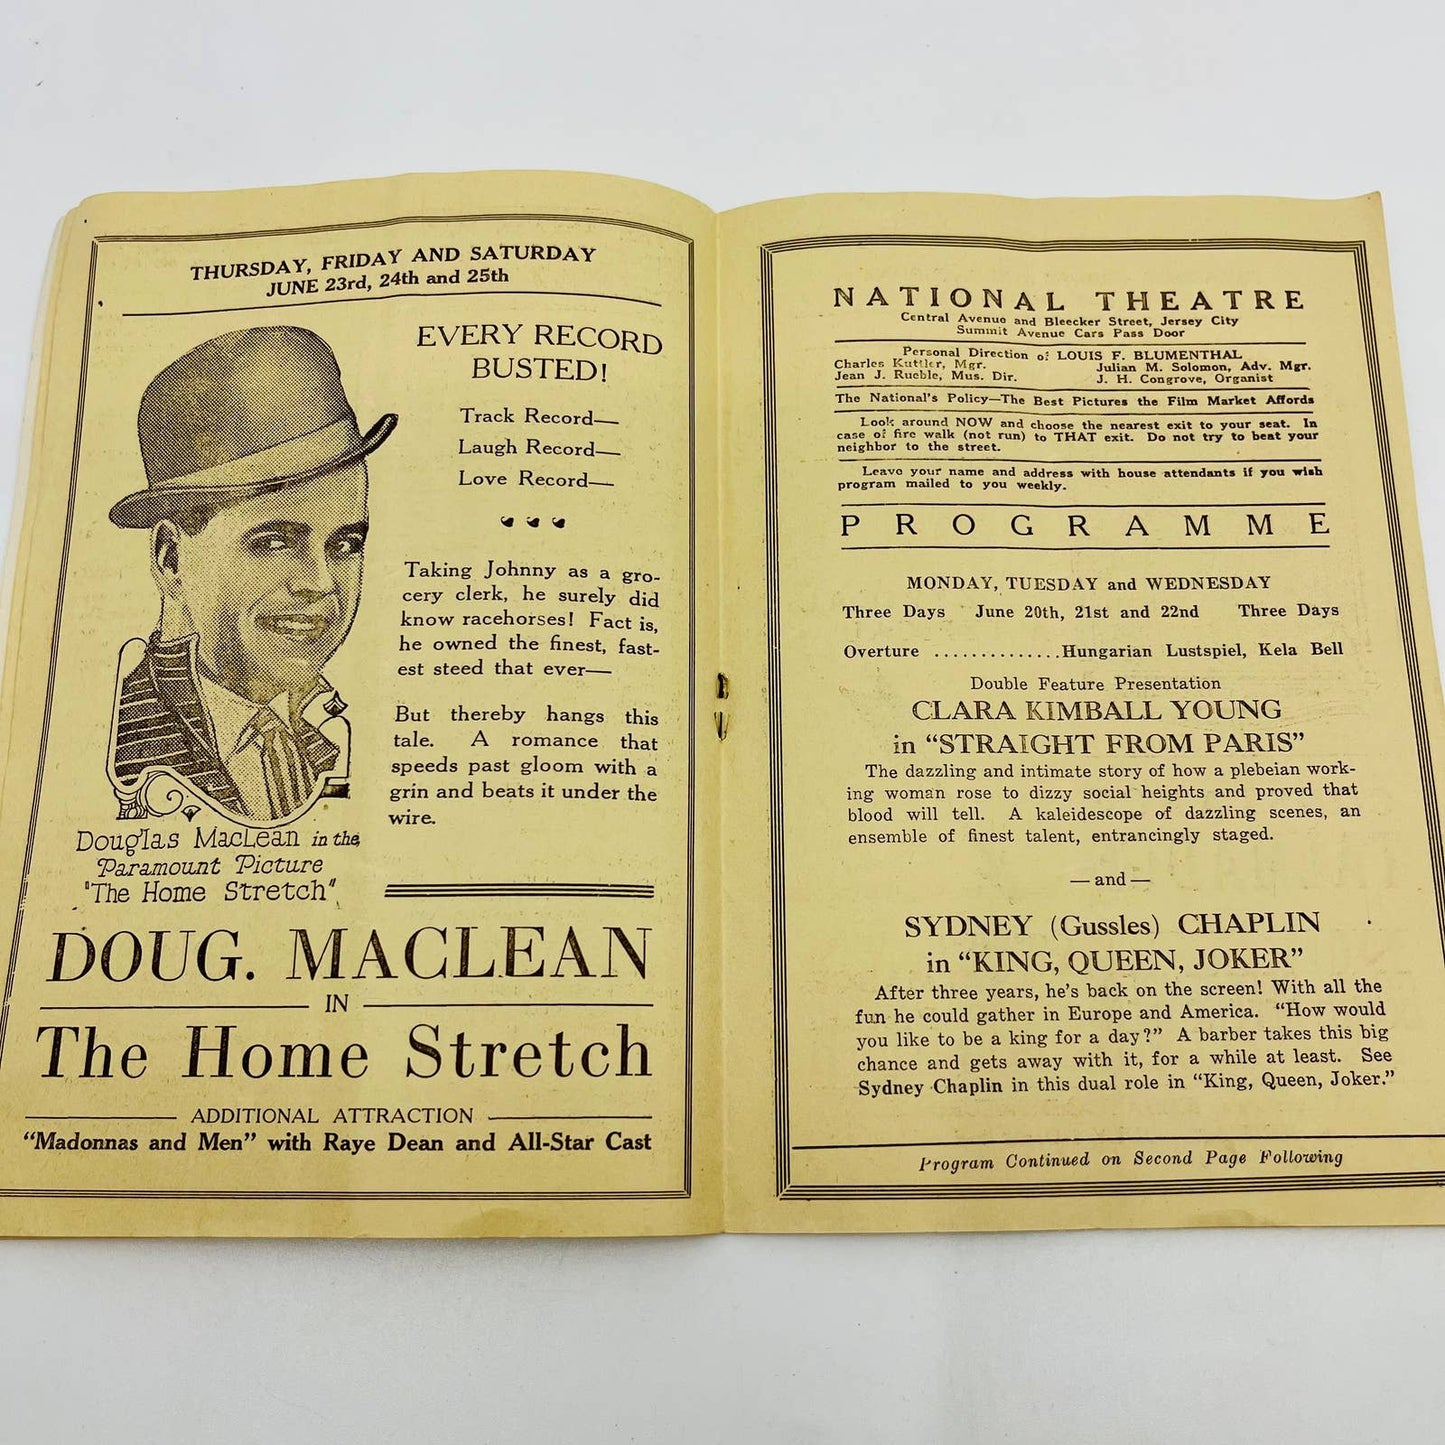 THURSDAY, FRIDAY AND SATURDAY
JUNE 23rd, 24th and 25th
EVERY RECORD
BUSTED!
Track Record—
Laugh Record—
Love Record—
Taking Johnny as a gro-
cery clerk, he surely did
know racehorses! Fact is,
he owned the finest, fast-
est steed that ever—
But thereby hangs this
tale. A romance that
speeds past gloom with a
grin and beats it under the
wire.
Douglas MacLean in the
Paramount Picture
"The Home Stretch"
DOUG. MACLEAN
IN
The Home Stretch
ADDITIONAL ATTRACTION
"Madonnas and Men" with Raye Dean and All-Star Cast
NATIONAL THEATRE
Central Avenue and Bleecker Street, Jersey City
Summit Avenue Cars Pass Door
Personal Direction of LOUIS F. BLUMENTHAL
Charles Kuttler, Mgr. Julian M. Solomon, Adv. Mgr.
Jean J. Rueble, Mus. Dir. J. H. Congrove, Organist
The National's Policy—The Best Pictures the Film Market Affords
Look around NOW and choose the nearest exit to your seat. In
case of fire walk (not run) to THAT exit. Do not try to beat your
neighbor to the street.
Leave your name and address with house attendants if you wish
program mailed to you weekly.
PROGRAMME
MONDAY, TUESDAY and WEDNESDAY
Three Days June 20th, 21st and 22nd Three Days
Overture ..............Hungarian Lustspiel, Kela Bell
Double Feature Presentation
CLARA KIMBALL YOUNG
in "STRAIGHT FROM PARIS"
The dazzling and intimate story of how a plebeian work-
ing woman rose to dizzy social heights and proved that
blood will tell. A kaleidescope of dazzling scenes, an
ensemble of finest talent, entrancingly staged.
— and —
SYDNEY (Gussles) CHAPLIN
in "KING, QUEEN, JOKER"
After three years, he's back on the screen! With all the
fun he could gather in Europe and America. "How would
you like to be a king for a day?" A barber takes this big
chance and gets away with it, for a while at least. See
Sydney Chaplin in this dual role in "King, Queen, Joker."
Program Continued on Second Page Following